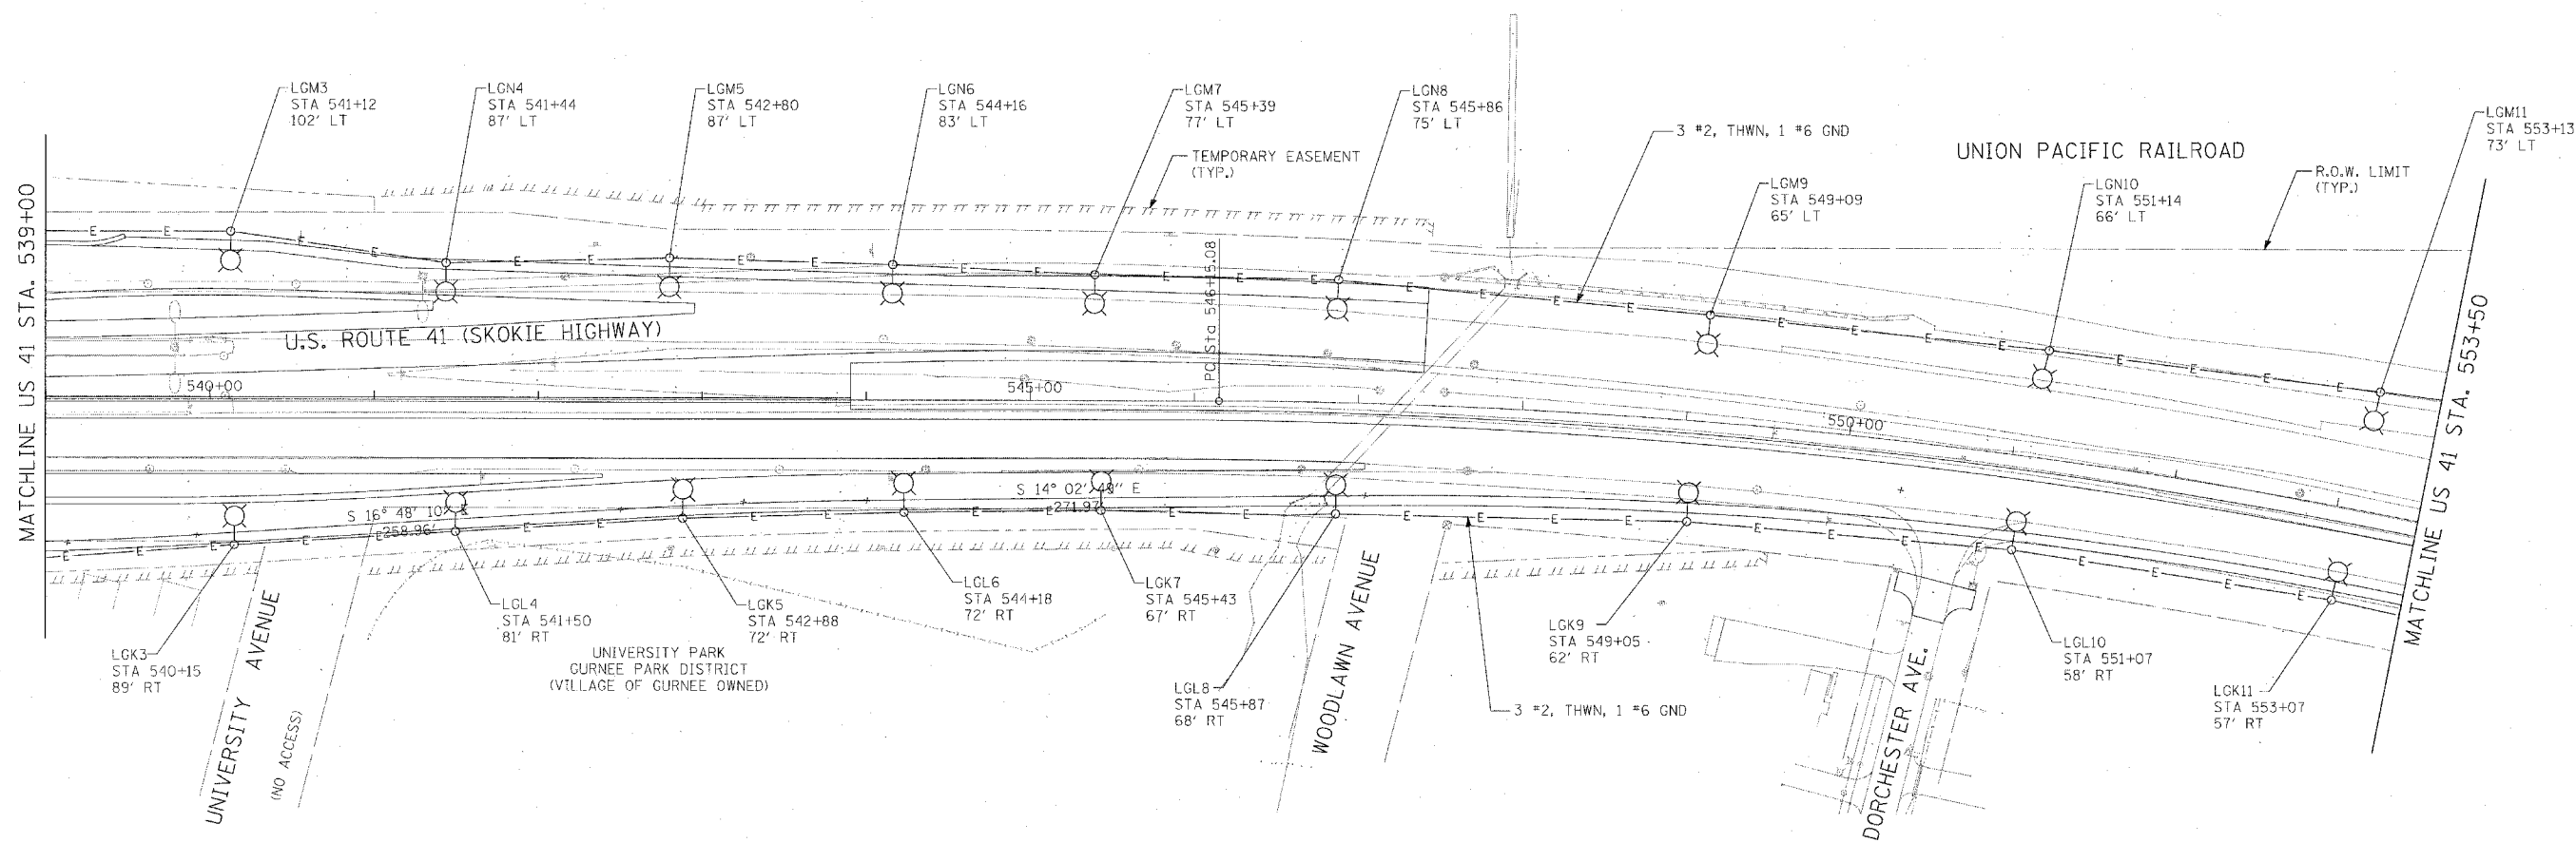 LGM3
STA 541+12
102' LT
LGN4
STA 541+44
87' LT
LGM5
STA 542+80
87' LT
LGN6
STA 544+16
83' LT
LGM7
STA 545+39
77' LT
LGN8
STA 545+86
75' LT
3 #2, THWN, 1 #6 GND
TEMPORARY EASEMENT
(TYP.)
UNION PACIFIC RAILROAD
LGM11
STA 553+13
73' LT
R.O.W. LIMIT
(TYP.)
LGM9
STA 549+09
65' LT
LGN10
STA 551+14
66' LT
MATCHLINE US 41 STA. 539+00
U.S. ROUTE 41 (SKOKIE HIGHWAY)
PC Sta 546+15.08
540+00
545+00
550+00
MATCHLINE US 41 STA. 553+50
S 16° 48' 10" E
258.96'
S 14° 02' 49" E
271.97'
E E E E E E E E E E E E E E E E E E E E E E E E E E
E E E E E E E E E E E E E E E E E E E E E E E E E E E E
LGK3
STA 540+15
89' RT
LGL4
STA 541+50
81' RT
LGK5
STA 542+88
72' RT
LGL6
STA 544+18
72' RT
LGK7
STA 545+43
67' RT
LGL8
STA 545+87
68' RT
LGK9
STA 549+05
62' RT
LGL10
STA 551+07
58' RT
LGK11
STA 553+07
57' RT
3 #2, THWN, 1 #6 GND
UNIVERSITY PARK
GURNEE PARK DISTRICT
(VILLAGE OF GURNEE OWNED)
UNIVERSITY AVENUE
(NO ACCESS)
WOODLAWN AVENUE
DORCHESTER AVE.